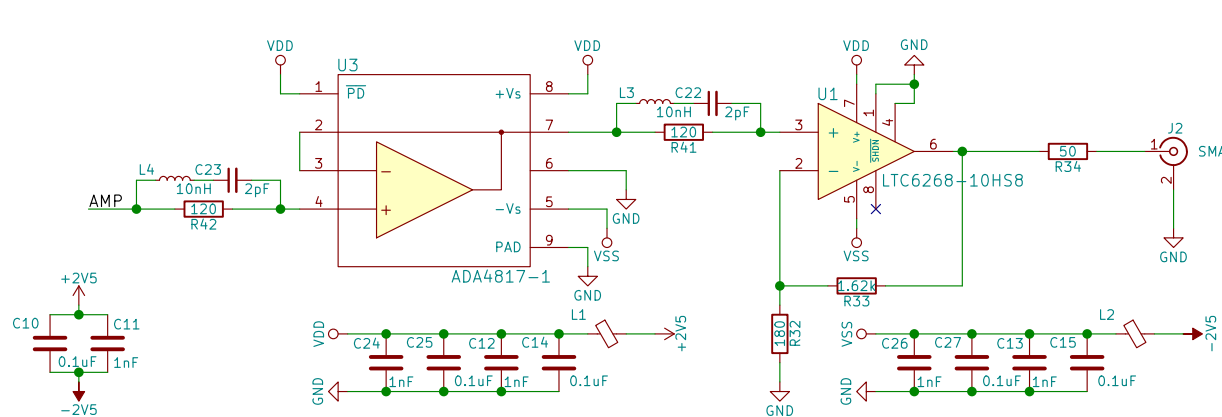 VDD
VDD
VDD
GND
U3
1
PD
+Vs
8
L3
C22
10nH
2pF
U1
7
1
4
2
7
120
R41
3
V+
SHDN
V-
6
50
R34
1
J2
SMA
2
LTC6268-10HS8
3
6
2
5
8
L4
C23
10nH
2pF
AMP
120
R42
4
GND
-Vs
5
VSS
VSS
GND
PAD
9
ADA4817-1
GND
1.62k
R33
+2V5
C10
C11
0.1uF
1nF
-2V5
VDD
C24
C25
C12
C14
L1
+2V5
GND
1nF
0.1uF
1nF
0.1uF
180
R32
GND
VSS
C26
C27
C13
C15
L2
-2V5
GND
1nF
0.1uF
1nF
0.1uF